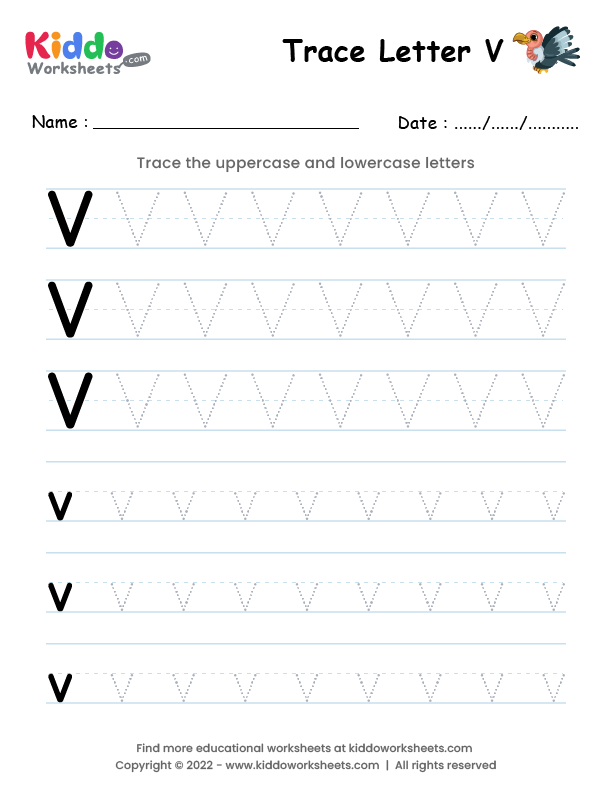 Kiddo
Worksheets .com
Trace Letter V
Name : ___________________ Date : ....../....../...........
Trace the uppercase and lowercase letters
V V V V V V V V
V V V V V V V V
V V V V V V V V
v v v v v v v v v
v v v v v v v v v
v v v v v v v v v
Find more educational worksheets at kiddoworksheets.com
Copyright © 2022 - www.kiddoworksheets.com | All rights reserved